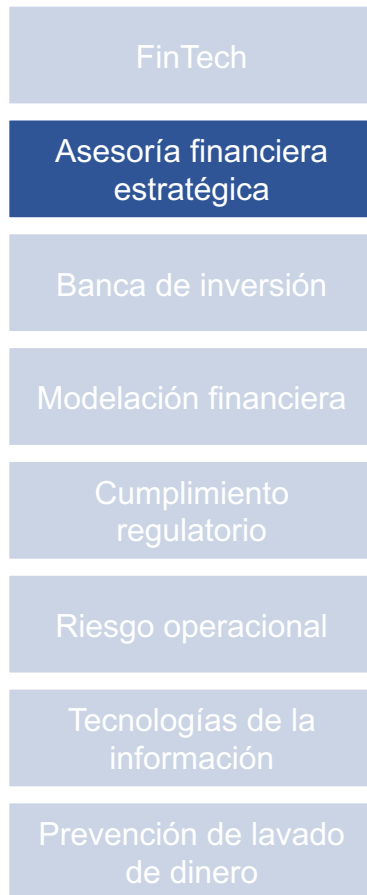 FinTech
Asesoría financiera
estratégica
Banca de inversión
Modelación financiera
Cumplimiento
regulatorio
Riesgo operacional
Tecnologías de la
información
Prevención de lavado
de dinero